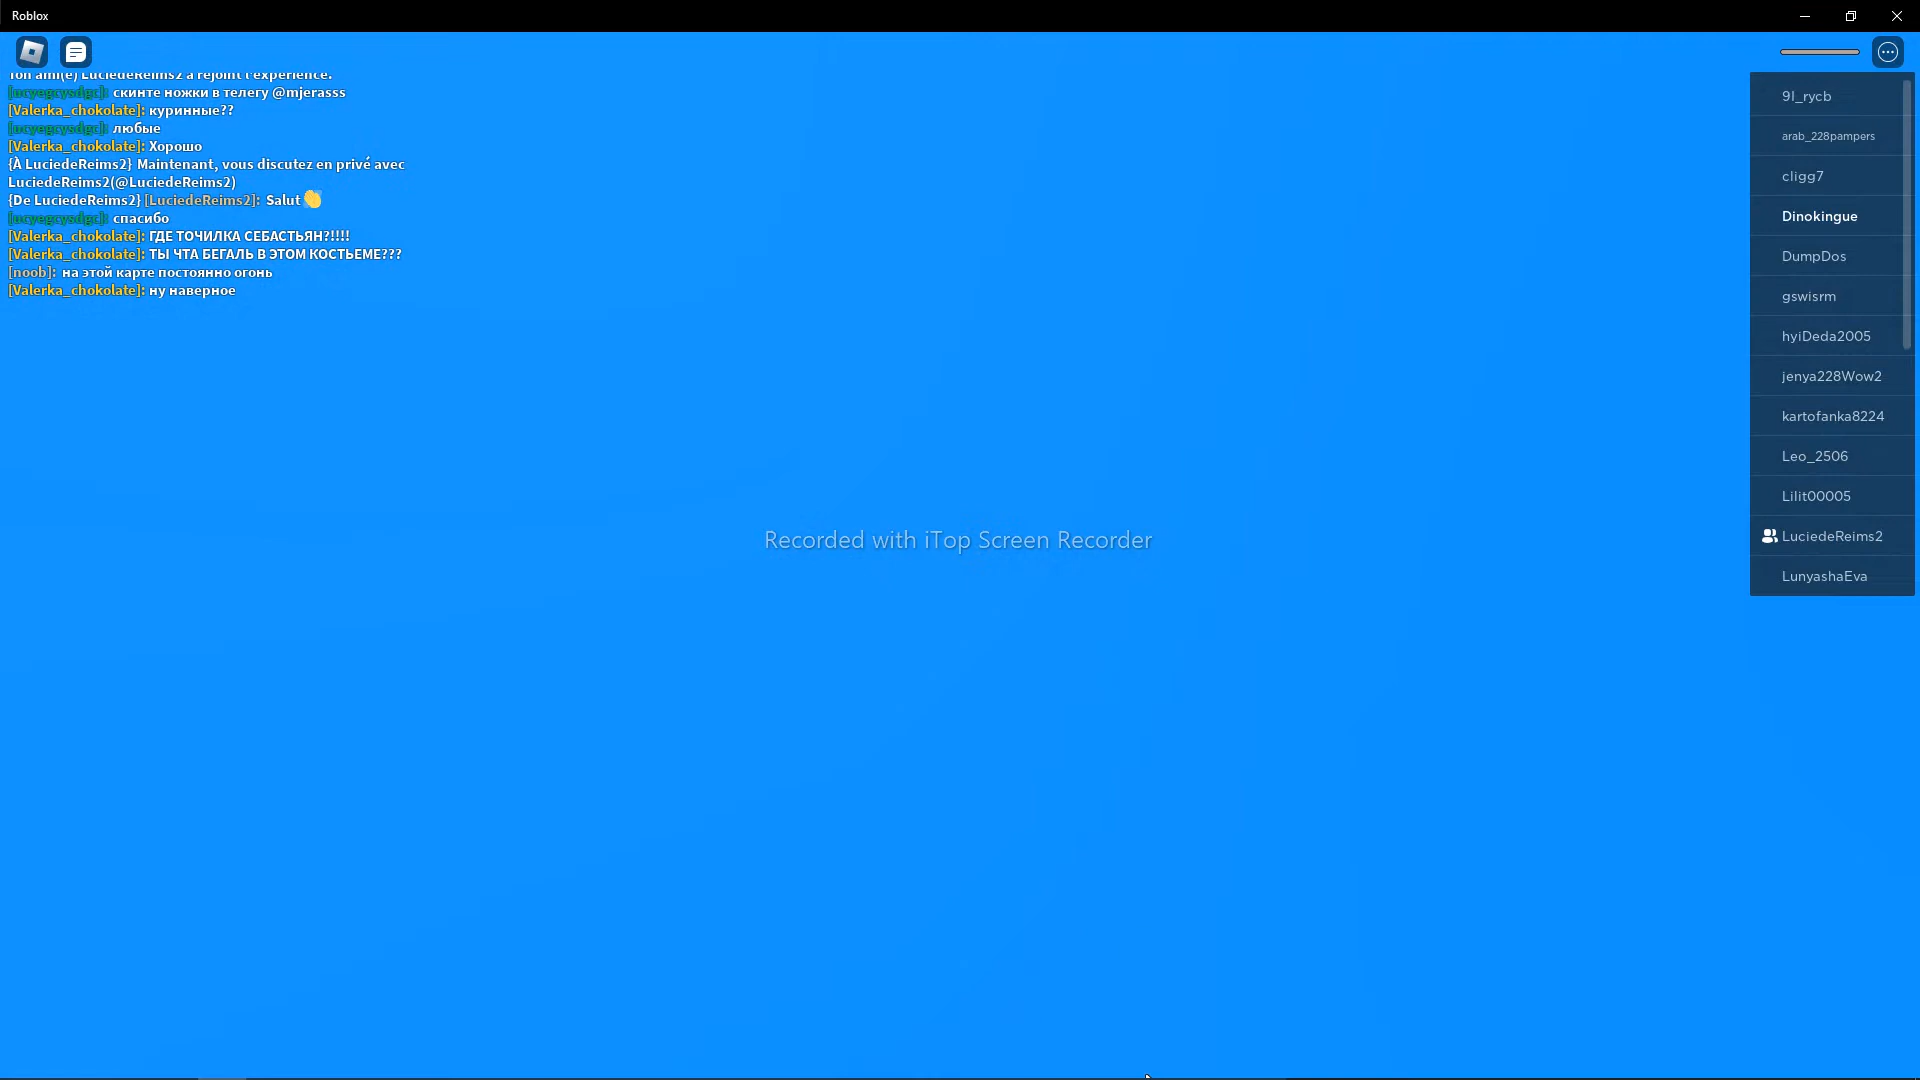 Roblox
Ton ami(e) LuciedeReims2 a rejoint l'expérience.
[ucyegcysdgc]: скинте ножки в телегу @mjerasss
[Valerka_chokolate]: куринные??
[ucyegcysdgc]: любые
[Valerka_chokolate]: Хорошо
{À LuciedeReims2} Maintenant, vous discutez en privé avec
LuciedeReims2(@LuciedeReims2)
{De LuciedeReims2} [LuciedeReims2]: Salut 👏
[ucyegcysdgc]: спасибо
[Valerka_chokolate]: ГДЕ ТОЧИЛКА СЕБАСТЬЯН?!!!!
[Valerka_chokolate]: ТЫ ЧТА БЕГАЛЬ В ЭТОМ КОСТЬЕМЕ???
[noob]: на этой карте постоянно огонь
[Valerka_chokolate]: ну наверное
9l_rycb
arab_228pampers
cligg7
Dinokingue
DumpDos
gswisrm
hyiDeda2005
jenya228Wow2
kartofanka8224
Leo_2506
Lilit00005
LuciedeReims2
LunyashaEva
Recorded with iTop Screen Recorder